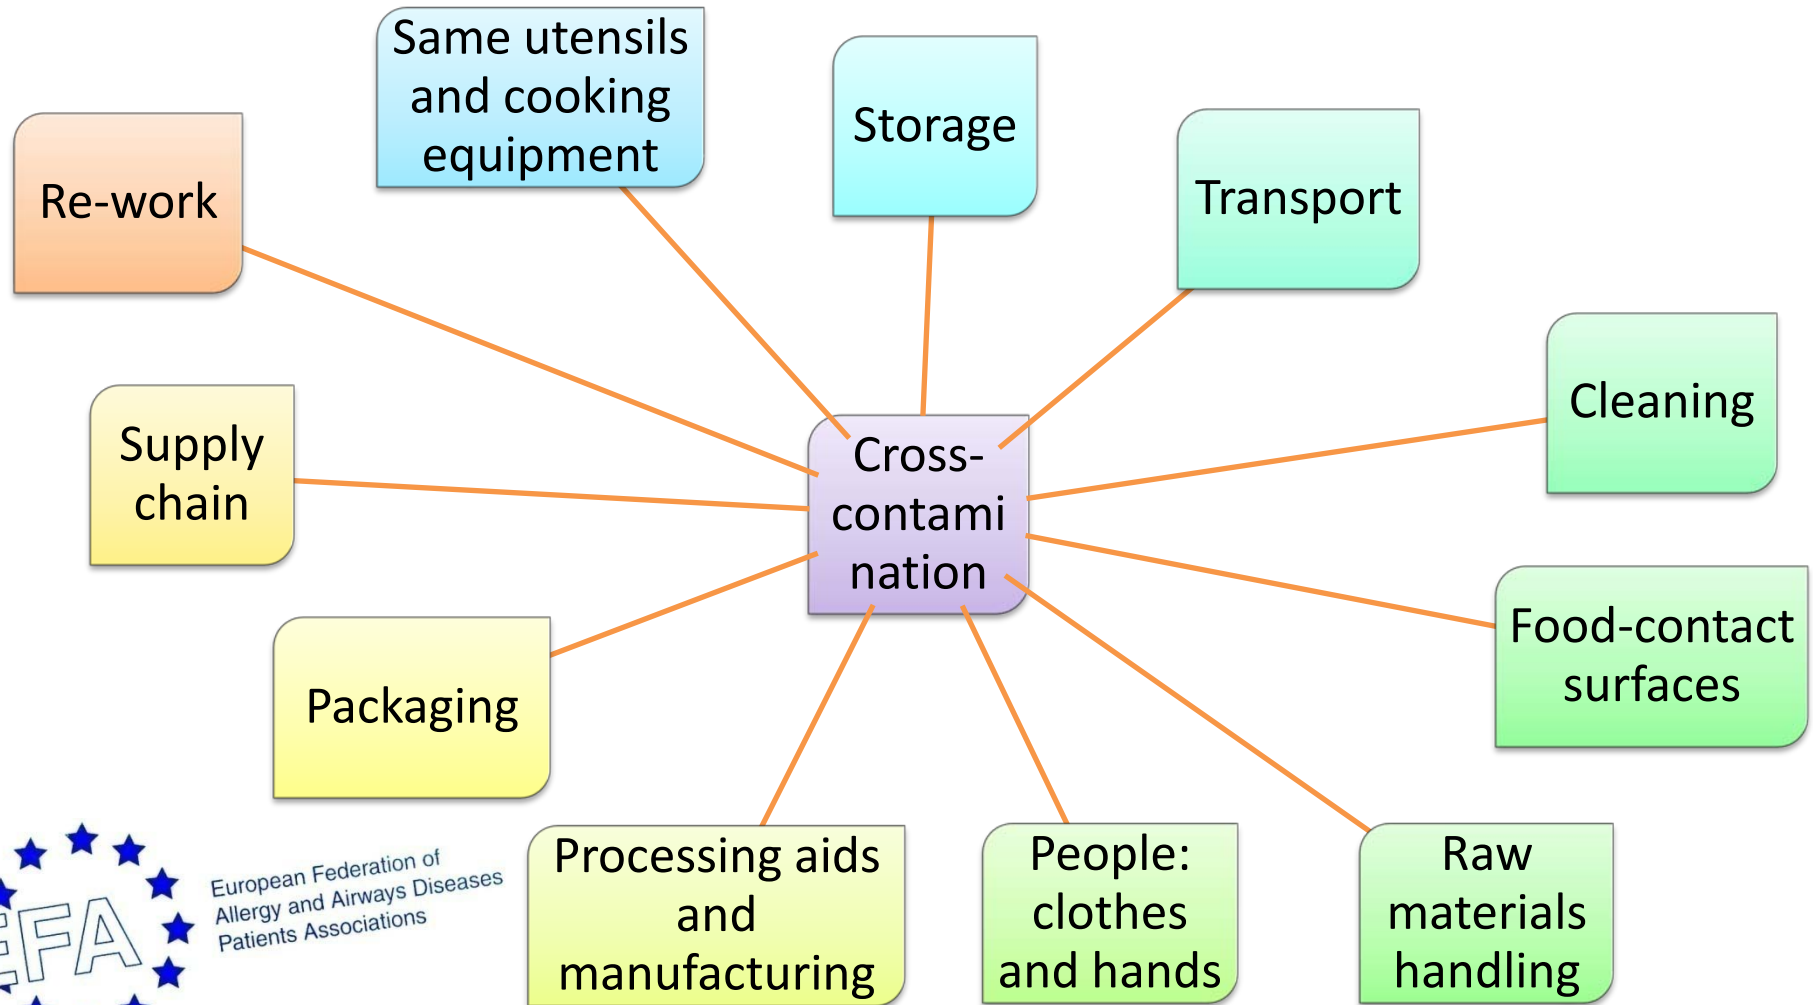 Same utensils
and cooking
equipment
Storage
Transport
Re-work
Cleaning
Supply
chain
Cross-
contami
nation
Food-contact
surfaces
Packaging
Processing aids
and
manufacturing
People:
clothes
and hands
Raw
materials
handling
EFA
European Federation of
Allergy and Airways Diseases
Patients Associations